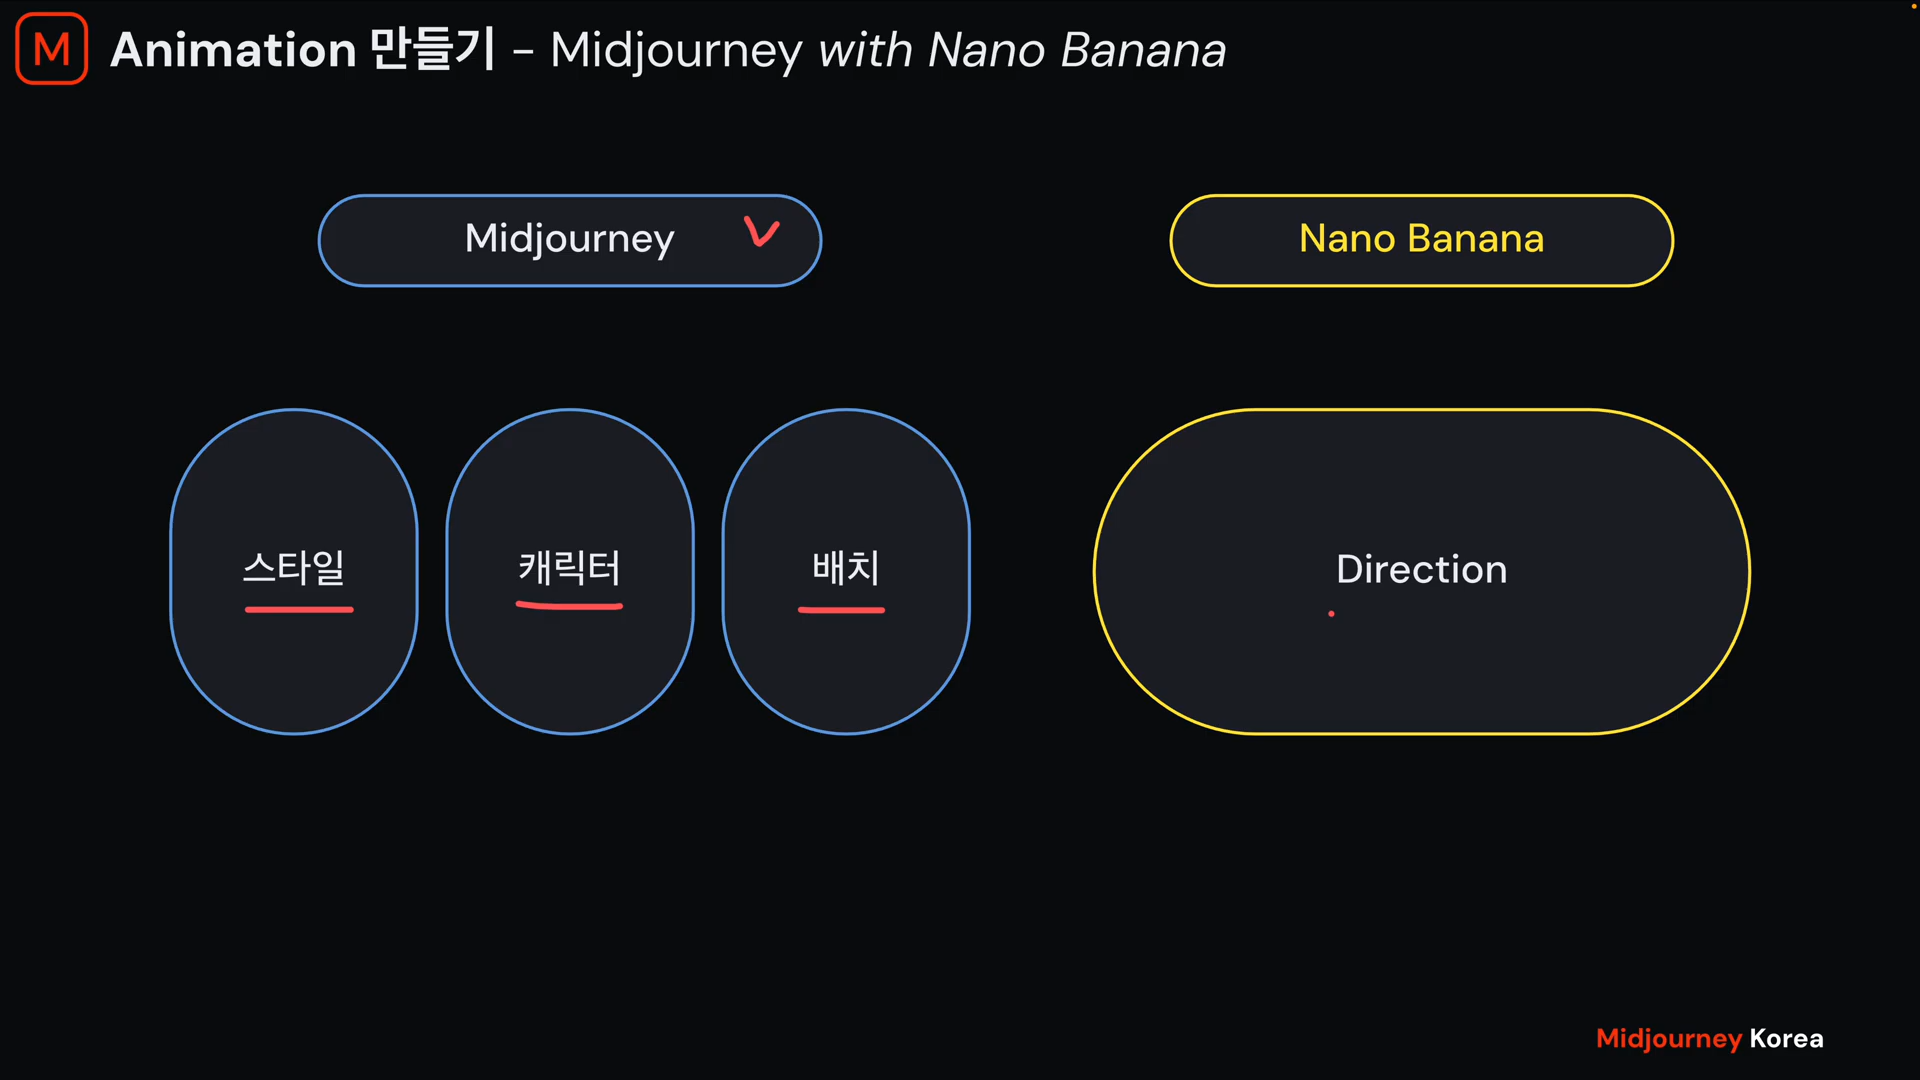 M Animation 만들기 - Midjourney with Nano Banana
Midjourney
Nano Banana
스타일
캐릭터
배치
Direction
Midjourney Korea